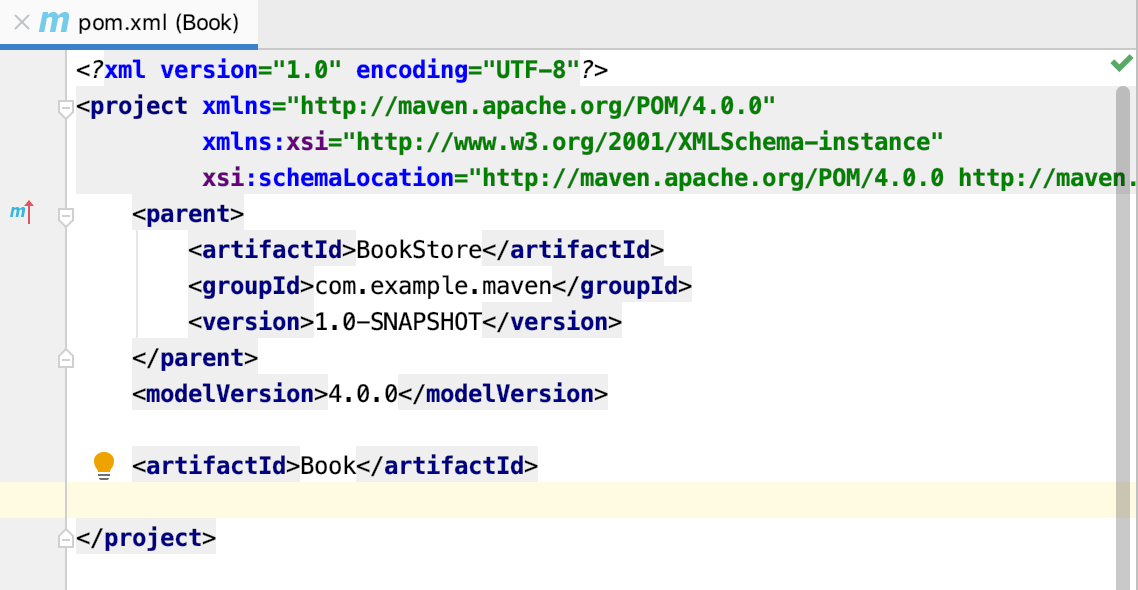 m pom.xml (Book)
<?xml version="1.0" encoding="UTF-8"?>
<project xmlns="http://maven.apache.org/POM/4.0.0"
         xmlns:xsi="http://www.w3.org/2001/XMLSchema-instance"
         xsi:schemaLocation="http://maven.apache.org/POM/4.0.0 http://maven.
m
    <parent>
        <artifactId>BookStore</artifactId>
        <groupId>com.example.maven</groupId>
        <version>1.0-SNAPSHOT</version>
    </parent>
    <modelVersion>4.0.0</modelVersion>
    <artifactId>Book</artifactId>
</project>